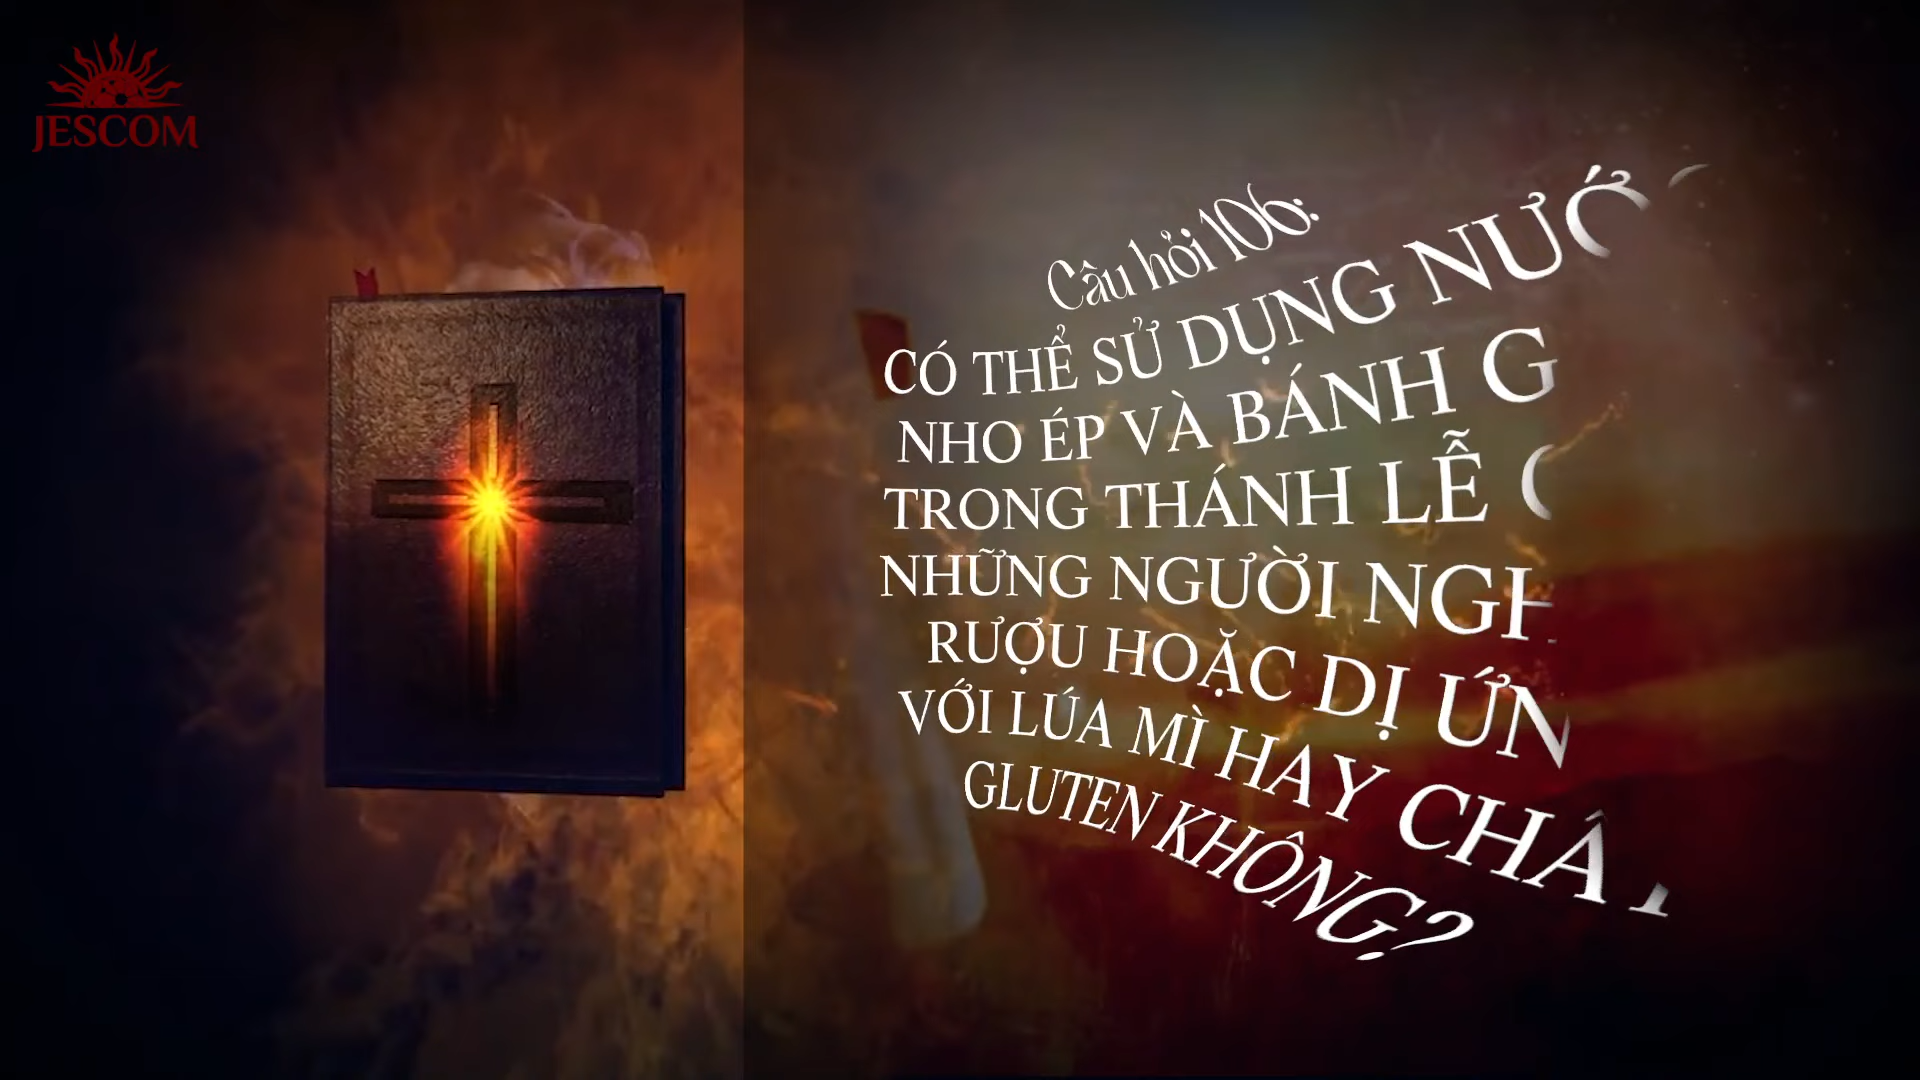 JESCOM
Câu hỏi 106:
CÓ THỂ SỬ DỤNG
NHO ÉP VÀ BÁNH
TRONG THÁNH LỄ
NHỮNG NGƯỜI
RƯỢU HOẶC DỊ
VỚI LÚA MÌ HAY
GLUTEN KHÔNG?